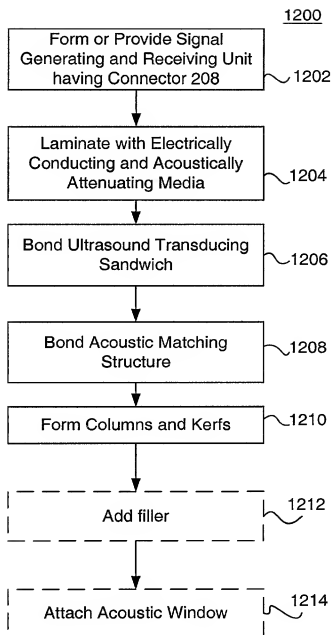 1200
Form or Provide Signal
Generating and Receiving Unit
having Connector 208
1202
Laminate with Electrically
Conducting and Acoustically
Attenuating Media
1204
Bond Ultrasound Transducing
Sandwich
1206
Bond Acoustic Matching
Structure
1208
Form Columns and Kerfs
1210
Add filler
1212
Attach Acoustic Window
1214